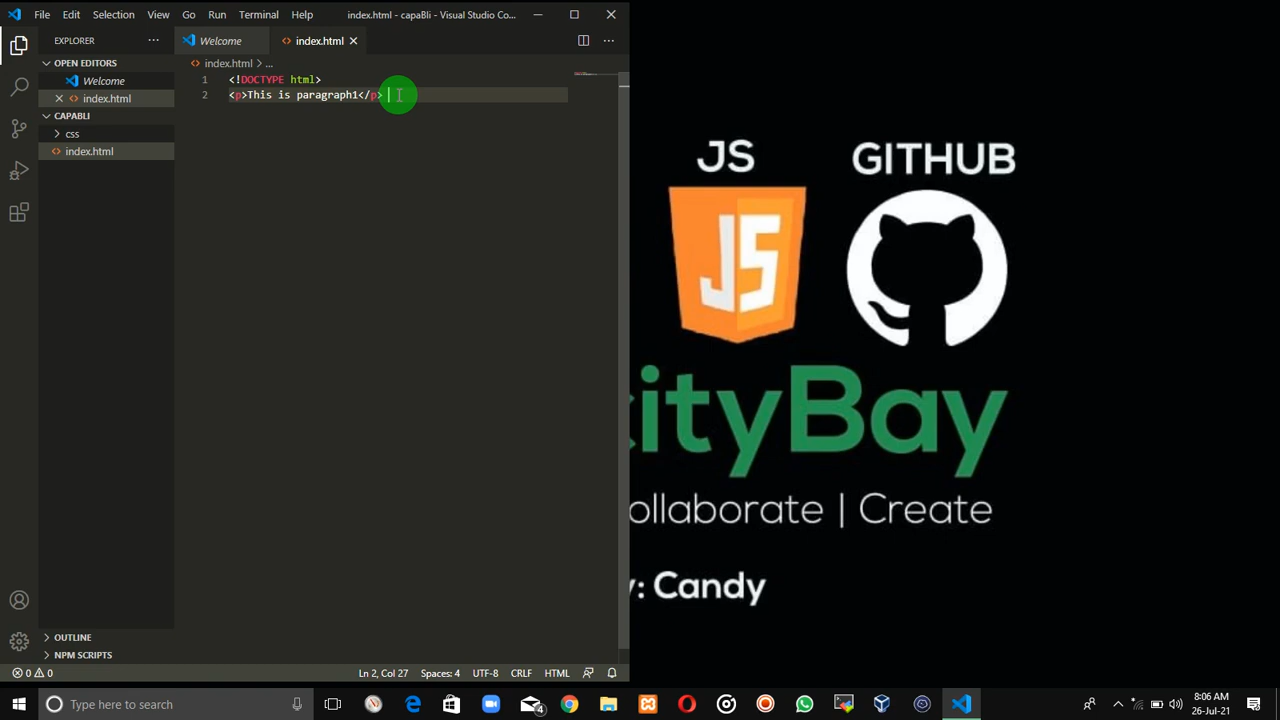 File Edit Selection View Go Run Terminal Help index.html - capaBli - Visual Studio Co...
EXPLORER ...
Welcome index.html
OPEN EDITORS
Welcome
index.html
CAPABLI
css
index.html
index.html > ...
1 <!DOCTYPE html>
2 <p>This is paragraph1</p>
JS GITHUB
JS
cityBay
ollaborate | Create
y: Candy
OUTLINE
NPM SCRIPTS
0 0 Ln 2, Col 27 Spaces: 4 UTF-8 CRLF HTML
Type here to search
4
8:06 AM
26-Jul-21